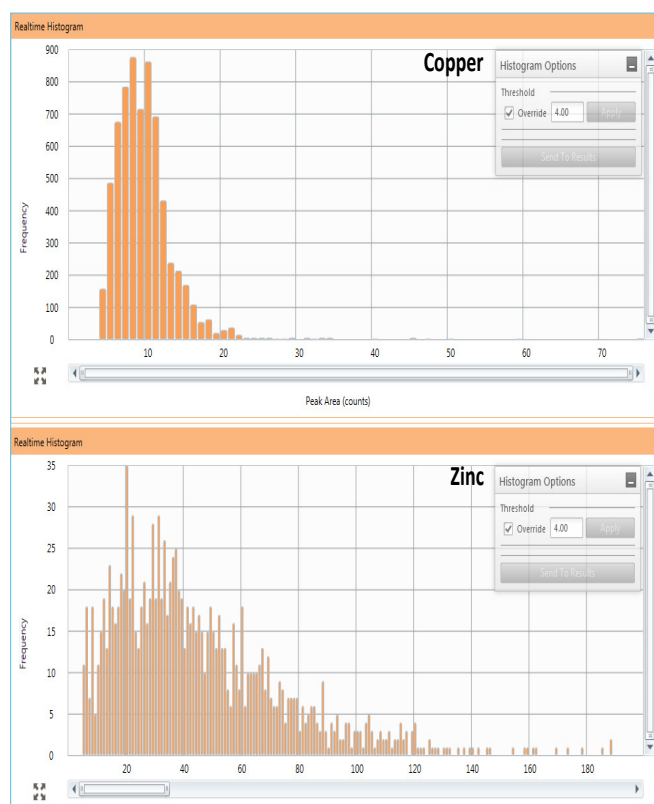 Realtime Histogram
Copper
Histogram Options
Threshold
Override 4.00 Apply
Send To Results
900
800
700
600
500
400
300
200
100
0
Frequency
10 20 30 40 50 60 70
Peak Area (counts)
Realtime Histogram
Zinc
Histogram Options
Threshold
Override 4.00 Apply
Send To Results
35
30
25
20
15
10
5
0
Frequency
20 40 60 80 100 120 140 160 180